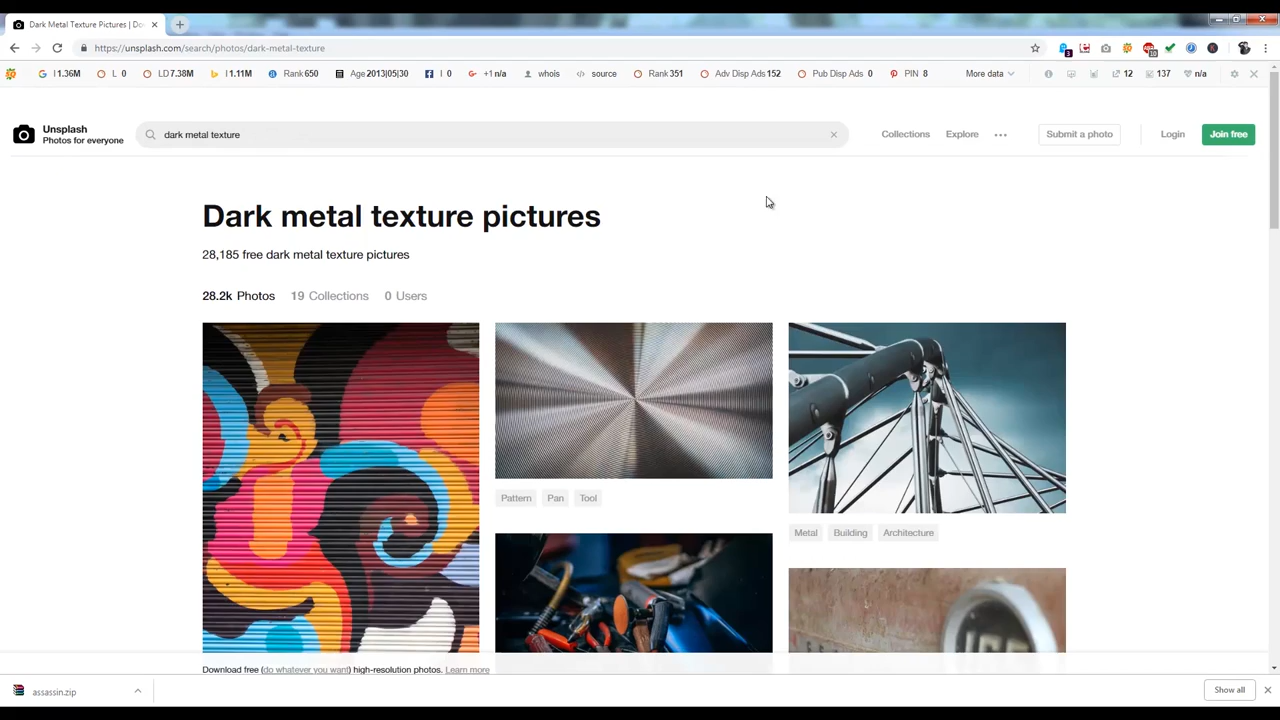 Dark Metal Texture Pictures | Do
https://unsplash.com/search/photos/dark-metal-texture
3
10
I 1.36M
L 0
LD 7.38M
I 1.11M
Rank 650
Age 2013|05|30
I 0
+1 n/a
whois
source
Rank 351
Adv Disp Ads 152
Pub Disp Ads 0
PIN 8
More data
12
137
n/a
Unsplash
Photos for everyone
dark metal texture
Collections
Explore
Submit a photo
Login
Join free
Dark metal texture pictures
28,185 free dark metal texture pictures
28.2k Photos
19 Collections
0 Users
Pattern
Pan
Tool
Metal
Building
Architecture
Download free (do whatever you want) high-resolution photos. Learn more
assassin.zip
Show all